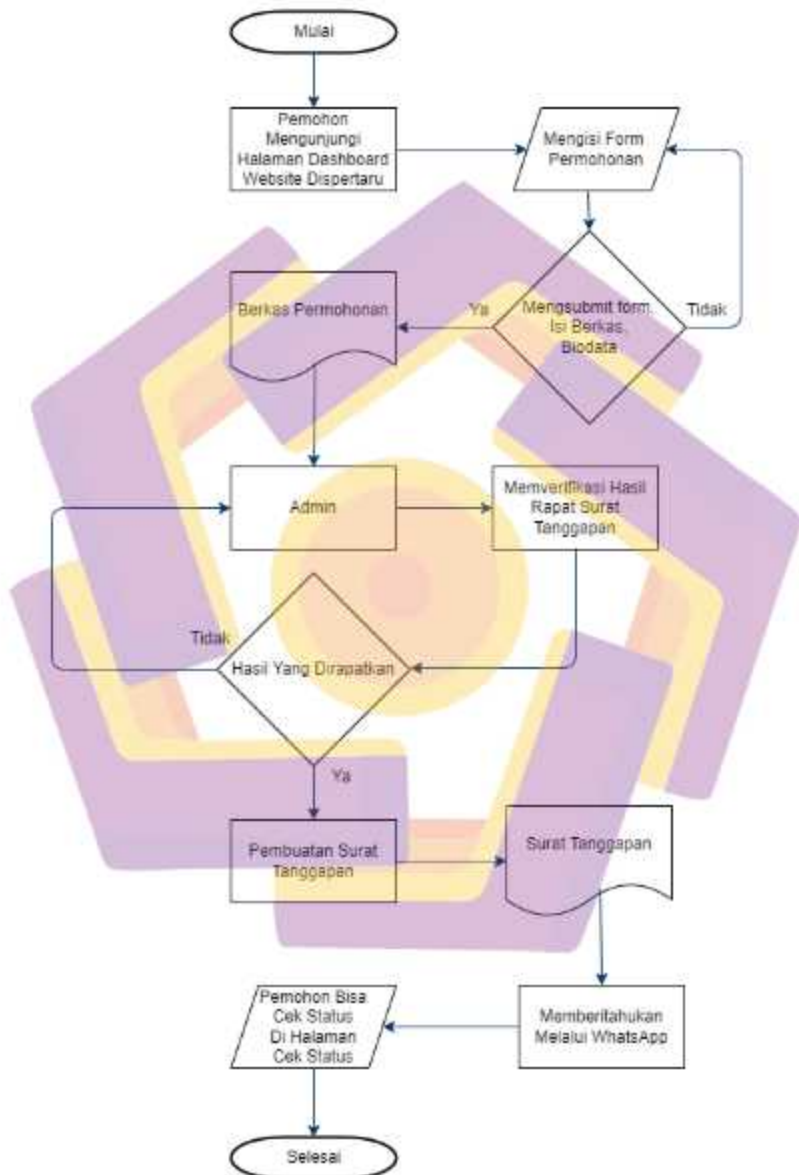 Mulai
Pemohon
Mengunjungi
Halaman Dashboard
Website Dispertaru
Mengisi Form
Permohonan
Mengsubmit form.
Isi Berkas.
Biodata
Ya
Tidak
Berkas Permohonan
Admin
Memverifikasi Hasil
Rapat Surat
Tanggapan
Tidak
Hasil Yang Dirapatkan
Ya
Pembuatan Surat
Tanggapan
Surat Tanggapan
Memberitahukan
Melalui WhatsApp
Pemohon Bisa
Cek Status
Di Halaman
Cek Status
Selesai